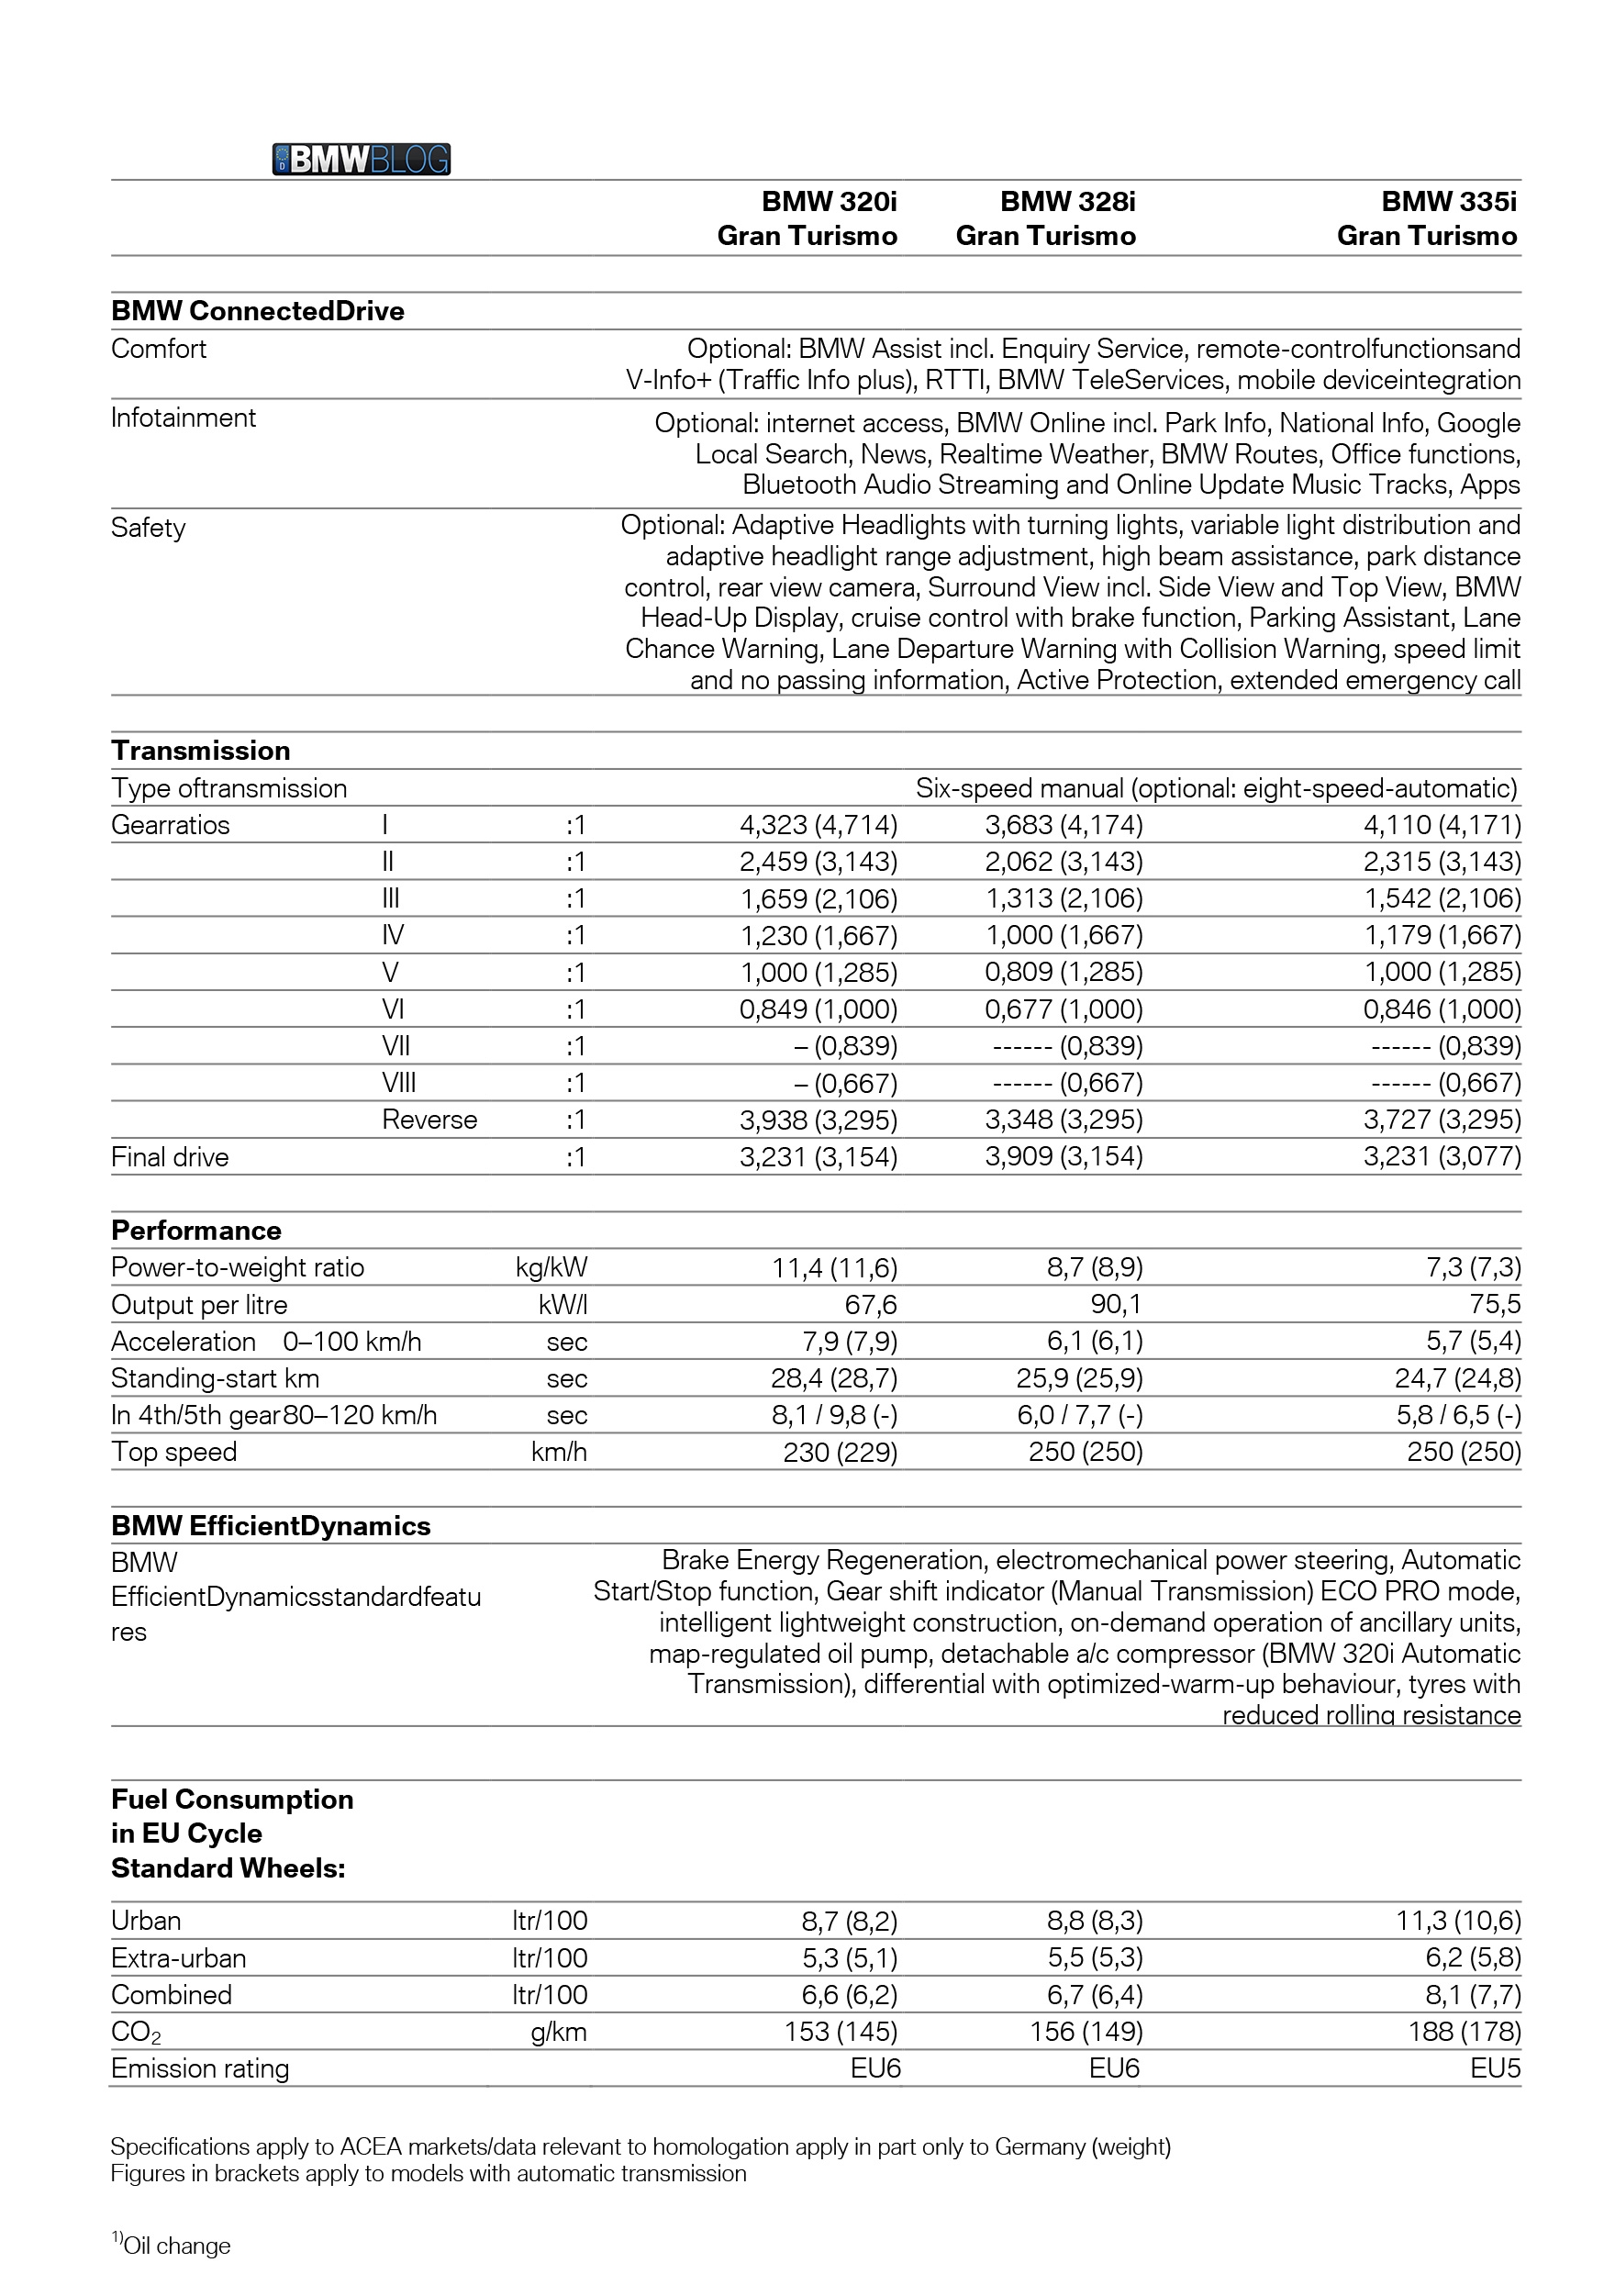 BMWBLOG
D
BMW 320i BMW 328i BMW 335i
Gran Turismo Gran Turismo Gran Turismo
BMW ConnectedDrive
Comfort Optional: BMW Assist incl. Enquiry Service, remote-controlfunctionsand
V-Info+ (Traffic Info plus), RTTI, BMW TeleServices, mobile deviceintegration
Infotainment Optional: internet access, BMW Online incl. Park Info, National Info, Google
Local Search, News, Realtime Weather, BMW Routes, Office functions,
Bluetooth Audio Streaming and Online Update Music Tracks, Apps
Safety Optional: Adaptive Headlights with turning lights, variable light distribution and
adaptive headlight range adjustment, high beam assistance, park distance
control, rear view camera, Surround View incl. Side View and Top View, BMW
Head-Up Display, cruise control with brake function, Parking Assistant, Lane
Chance Warning, Lane Departure Warning with Collision Warning, speed limit
and no passing information, Active Protection, extended emergency call
Transmission
Type oftransmission Six-speed manual (optional: eight-speed-automatic)
Gearratios I :1 4,323 (4,714) 3,683 (4,174) 4,110 (4,171)
II :1 2,459 (3,143) 2,062 (3,143) 2,315 (3,143)
III :1 1,659 (2,106) 1,313 (2,106) 1,542 (2,106)
IV :1 1,230 (1,667) 1,000 (1,667) 1,179 (1,667)
V :1 1,000 (1,285) 0,809 (1,285) 1,000 (1,285)
VI :1 0,849 (1,000) 0,677 (1,000) 0,846 (1,000)
VII :1 – (0,839) ------ (0,839) ------ (0,839)
VIII :1 – (0,667) ------ (0,667) ------ (0,667)
Reverse :1 3,938 (3,295) 3,348 (3,295) 3,727 (3,295)
Final drive :1 3,231 (3,154) 3,909 (3,154) 3,231 (3,077)
Performance
Power-to-weight ratio kg/kW 11,4 (11,6) 8,7 (8,9) 7,3 (7,3)
Output per litre kW/l 67,6 90,1 75,5
Acceleration 0–100 km/h sec 7,9 (7,9) 6,1 (6,1) 5,7 (5,4)
Standing-start km sec 28,4 (28,7) 25,9 (25,9) 24,7 (24,8)
In 4th/5th gear80–120 km/h sec 8,1 / 9,8 (-) 6,0 / 7,7 (-) 5,8 / 6,5 (-)
Top speed km/h 230 (229) 250 (250) 250 (250)
BMW EfficientDynamics
BMW Brake Energy Regeneration, electromechanical power steering, Automatic
EfficientDynamicsstandardfeatu Start/Stop function, Gear shift indicator (Manual Transmission) ECO PRO mode,
res intelligent lightweight construction, on-demand operation of ancillary units,
map-regulated oil pump, detachable a/c compressor (BMW 320i Automatic
Transmission), differential with optimized-warm-up behaviour, tyres with
reduced rolling resistance
Fuel Consumption
in EU Cycle
Standard Wheels:
Urban ltr/100 8,7 (8,2) 8,8 (8,3) 11,3 (10,6)
Extra-urban ltr/100 5,3 (5,1) 5,5 (5,3) 6,2 (5,8)
Combined ltr/100 6,6 (6,2) 6,7 (6,4) 8,1 (7,7)
CO₂ g/km 153 (145) 156 (149) 188 (178)
Emission rating EU6 EU6 EU5
Specifications apply to ACEA markets/data relevant to homologation apply in part only to Germany (weight)
Figures in brackets apply to models with automatic transmission
¹⁾Oil change